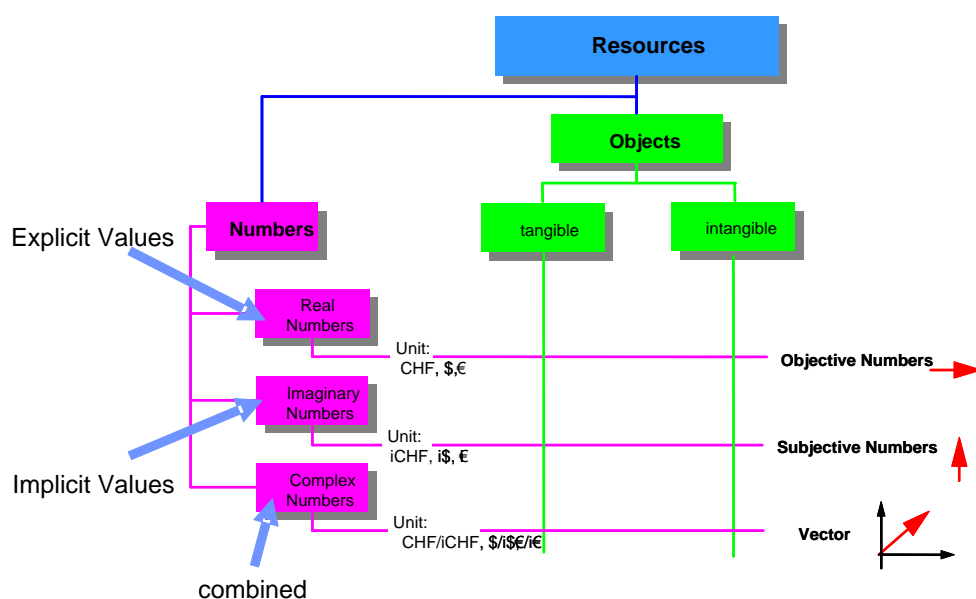 Resources
Objects
Numbers
tangible
intangible
Explicit Values
Real
Numbers
Unit:
CHF, $,€
Objective Numbers
Imaginary
Numbers
Unit:
iCHF, i$, €
Subjective Numbers
Implicit Values
Complex
Numbers
Unit:
CHF/iCHF, $/i$€/i€
Vector
combined